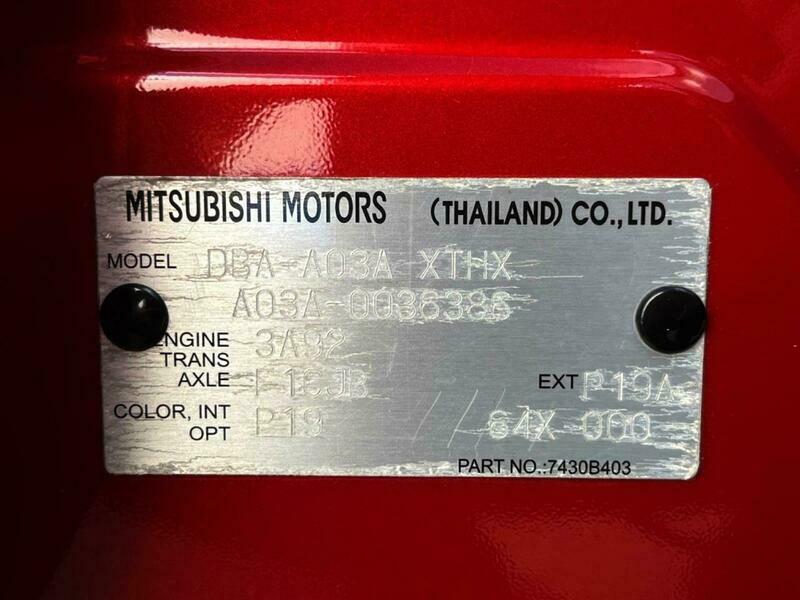 MITSUBISHI MOTORS (THAILAND) CO.,LTD.
MODEL DBA-A03A XTHX
A03A-0036386
ENGINE 3A92
TRANS
AXLE F1CJB EXT P19A
COLOR, INT P19 64X 000
OPT
PART NO.:7430B403